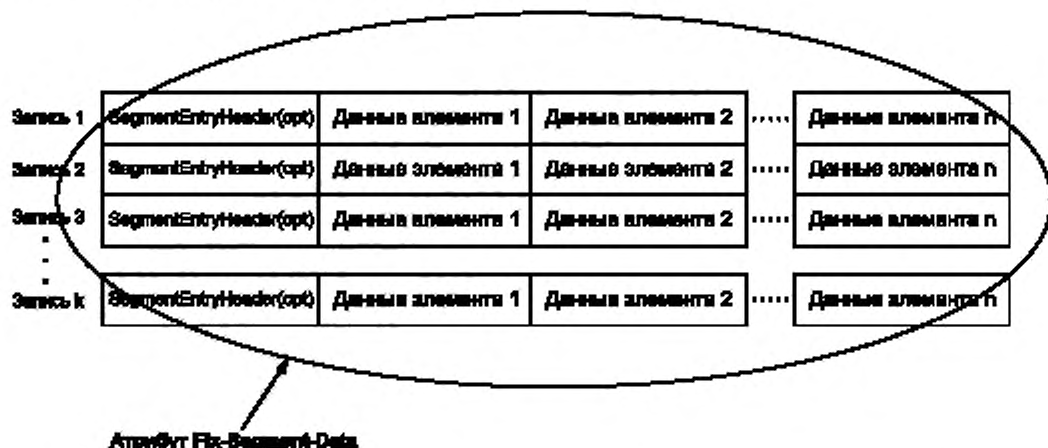 Запись 1 SegmentEntryHeader(opt) Данные элемента 1 Данные элемента 2 ····· Данные элемента n
Запись 2 SegmentEntryHeader(opt) Данные элемента 1 Данные элемента 2 ····· Данные элемента n
Запись 3 SegmentEntryHeader(opt) Данные элемента 1 Данные элемента 2 ····· Данные элемента n
Запись k SegmentEntryHeader(opt) Данные элемента 1 Данные элемента 2 ····· Данные элемента n
Атрибут Fix-Segment-Data